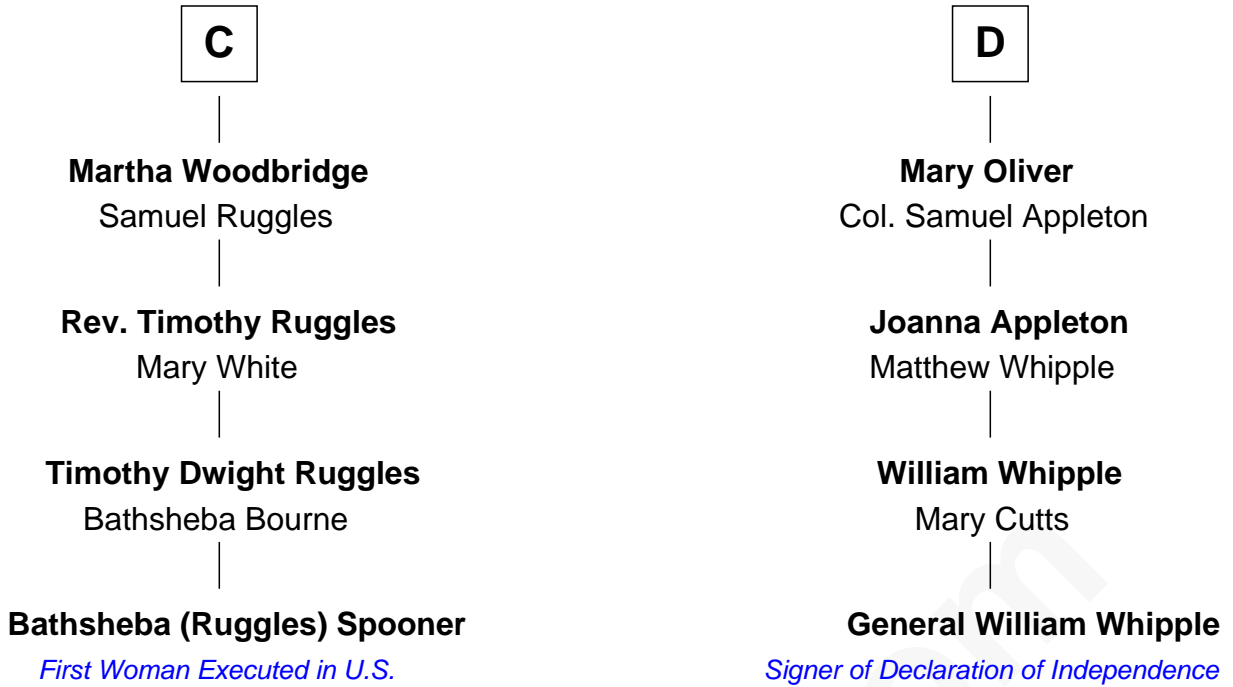 C
Martha Woodbridge
Samuel Ruggles
Rev. Timothy Ruggles
Mary White
Timothy Dwight Ruggles
Bathsheba Bourne
Bathsheba (Ruggles) Spooner
First Woman Executed in U.S.
D
Mary Oliver
Col. Samuel Appleton
Joanna Appleton
Matthew Whipple
William Whipple
Mary Cutts
General William Whipple
Signer of Declaration of Independence